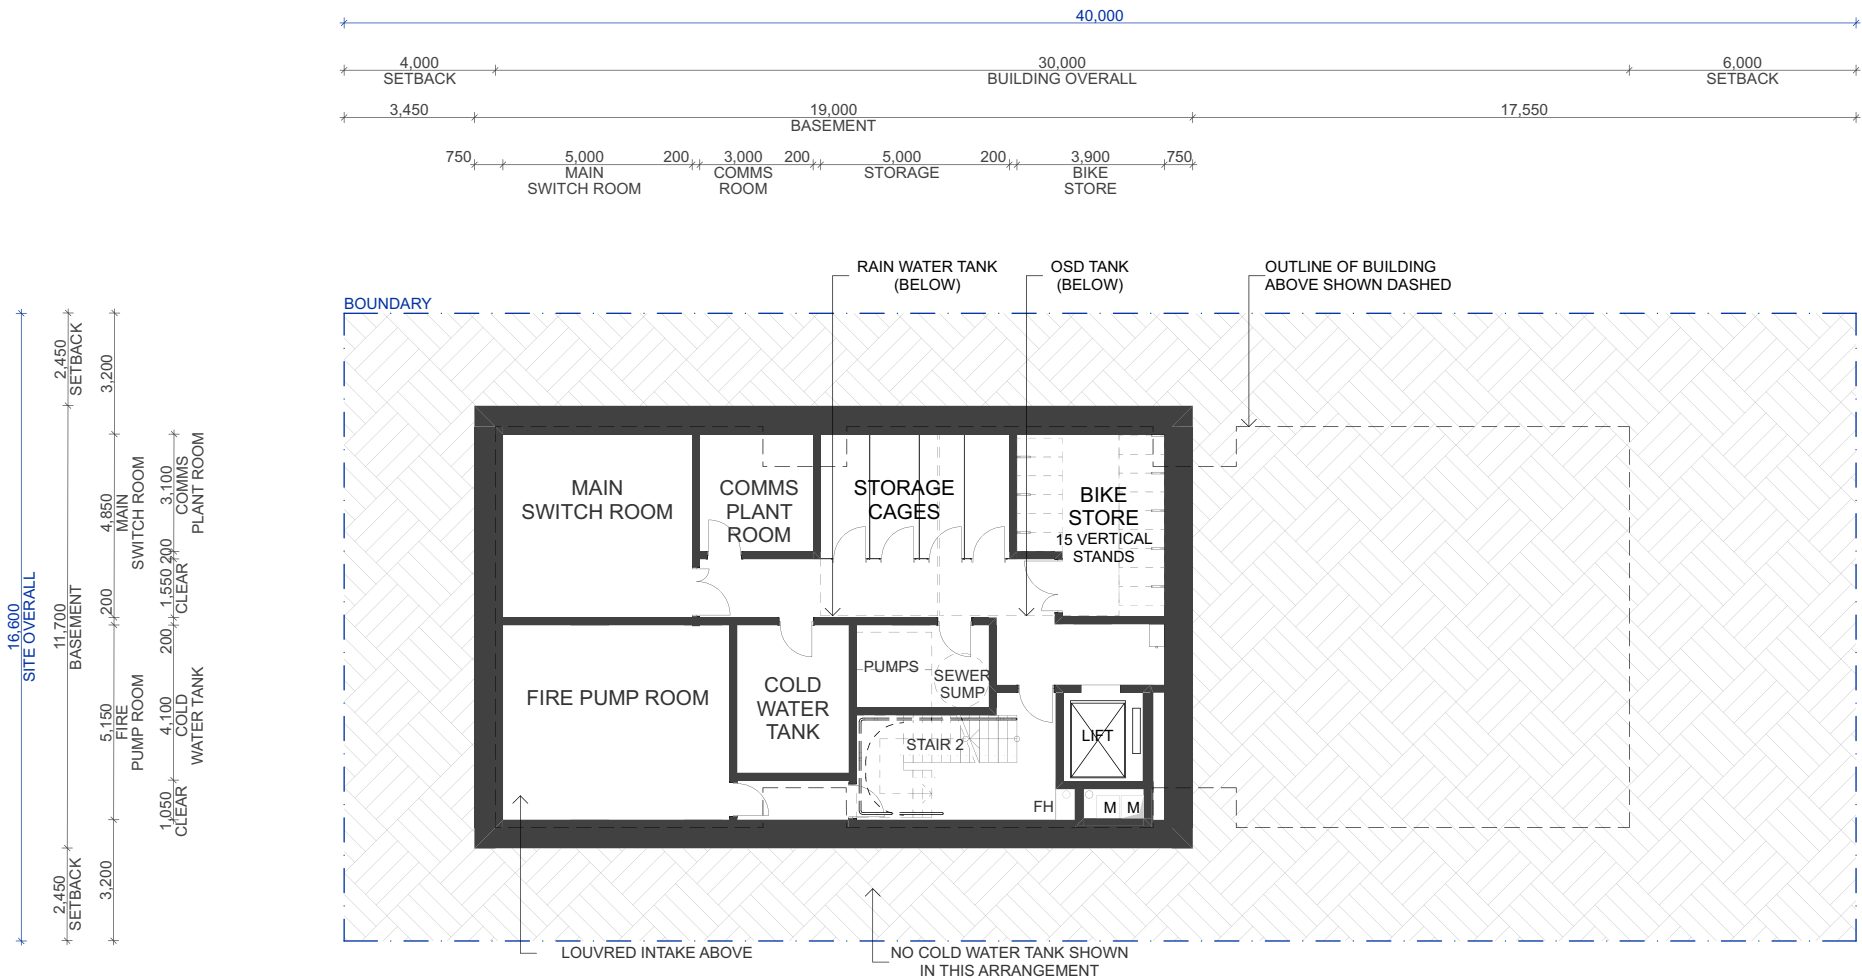 40,000
4,000
SETBACK
30,000
BUILDING OVERALL
6,000
SETBACK
3,450
19,000
BASEMENT
17,550
750
5,000
MAIN
SWITCH ROOM
200
3,000
COMMS
ROOM
200
5,000
STORAGE
200
3,900
BIKE
STORE
750
RAIN WATER TANK
(BELOW)
OSD TANK
(BELOW)
OUTLINE OF BUILDING
ABOVE SHOWN DASHED
BOUNDARY
16,600
SITE OVERALL
2,450
SETBACK
11,700
BASEMENT
2,450
SETBACK
3,200
4,850
MAIN
SWITCH ROOM
200
5,150
FIRE
PUMP ROOM
3,200
3,100
COMMS
PLANT ROOM
200
1,550
CLEAR
200
4,100
COLD
WATER TANK
1,050
CLEAR
MAIN
SWITCH ROOM
COMMS
PLANT
ROOM
STORAGE
CAGES
BIKE
STORE
15 VERTICAL
STANDS
FIRE PUMP ROOM
COLD
WATER
TANK
PUMPS
SEWER
SUMP
STAIR 2
LIFT
FH
M M
LOUVRED INTAKE ABOVE
NO COLD WATER TANK SHOWN
IN THIS ARRANGEMENT